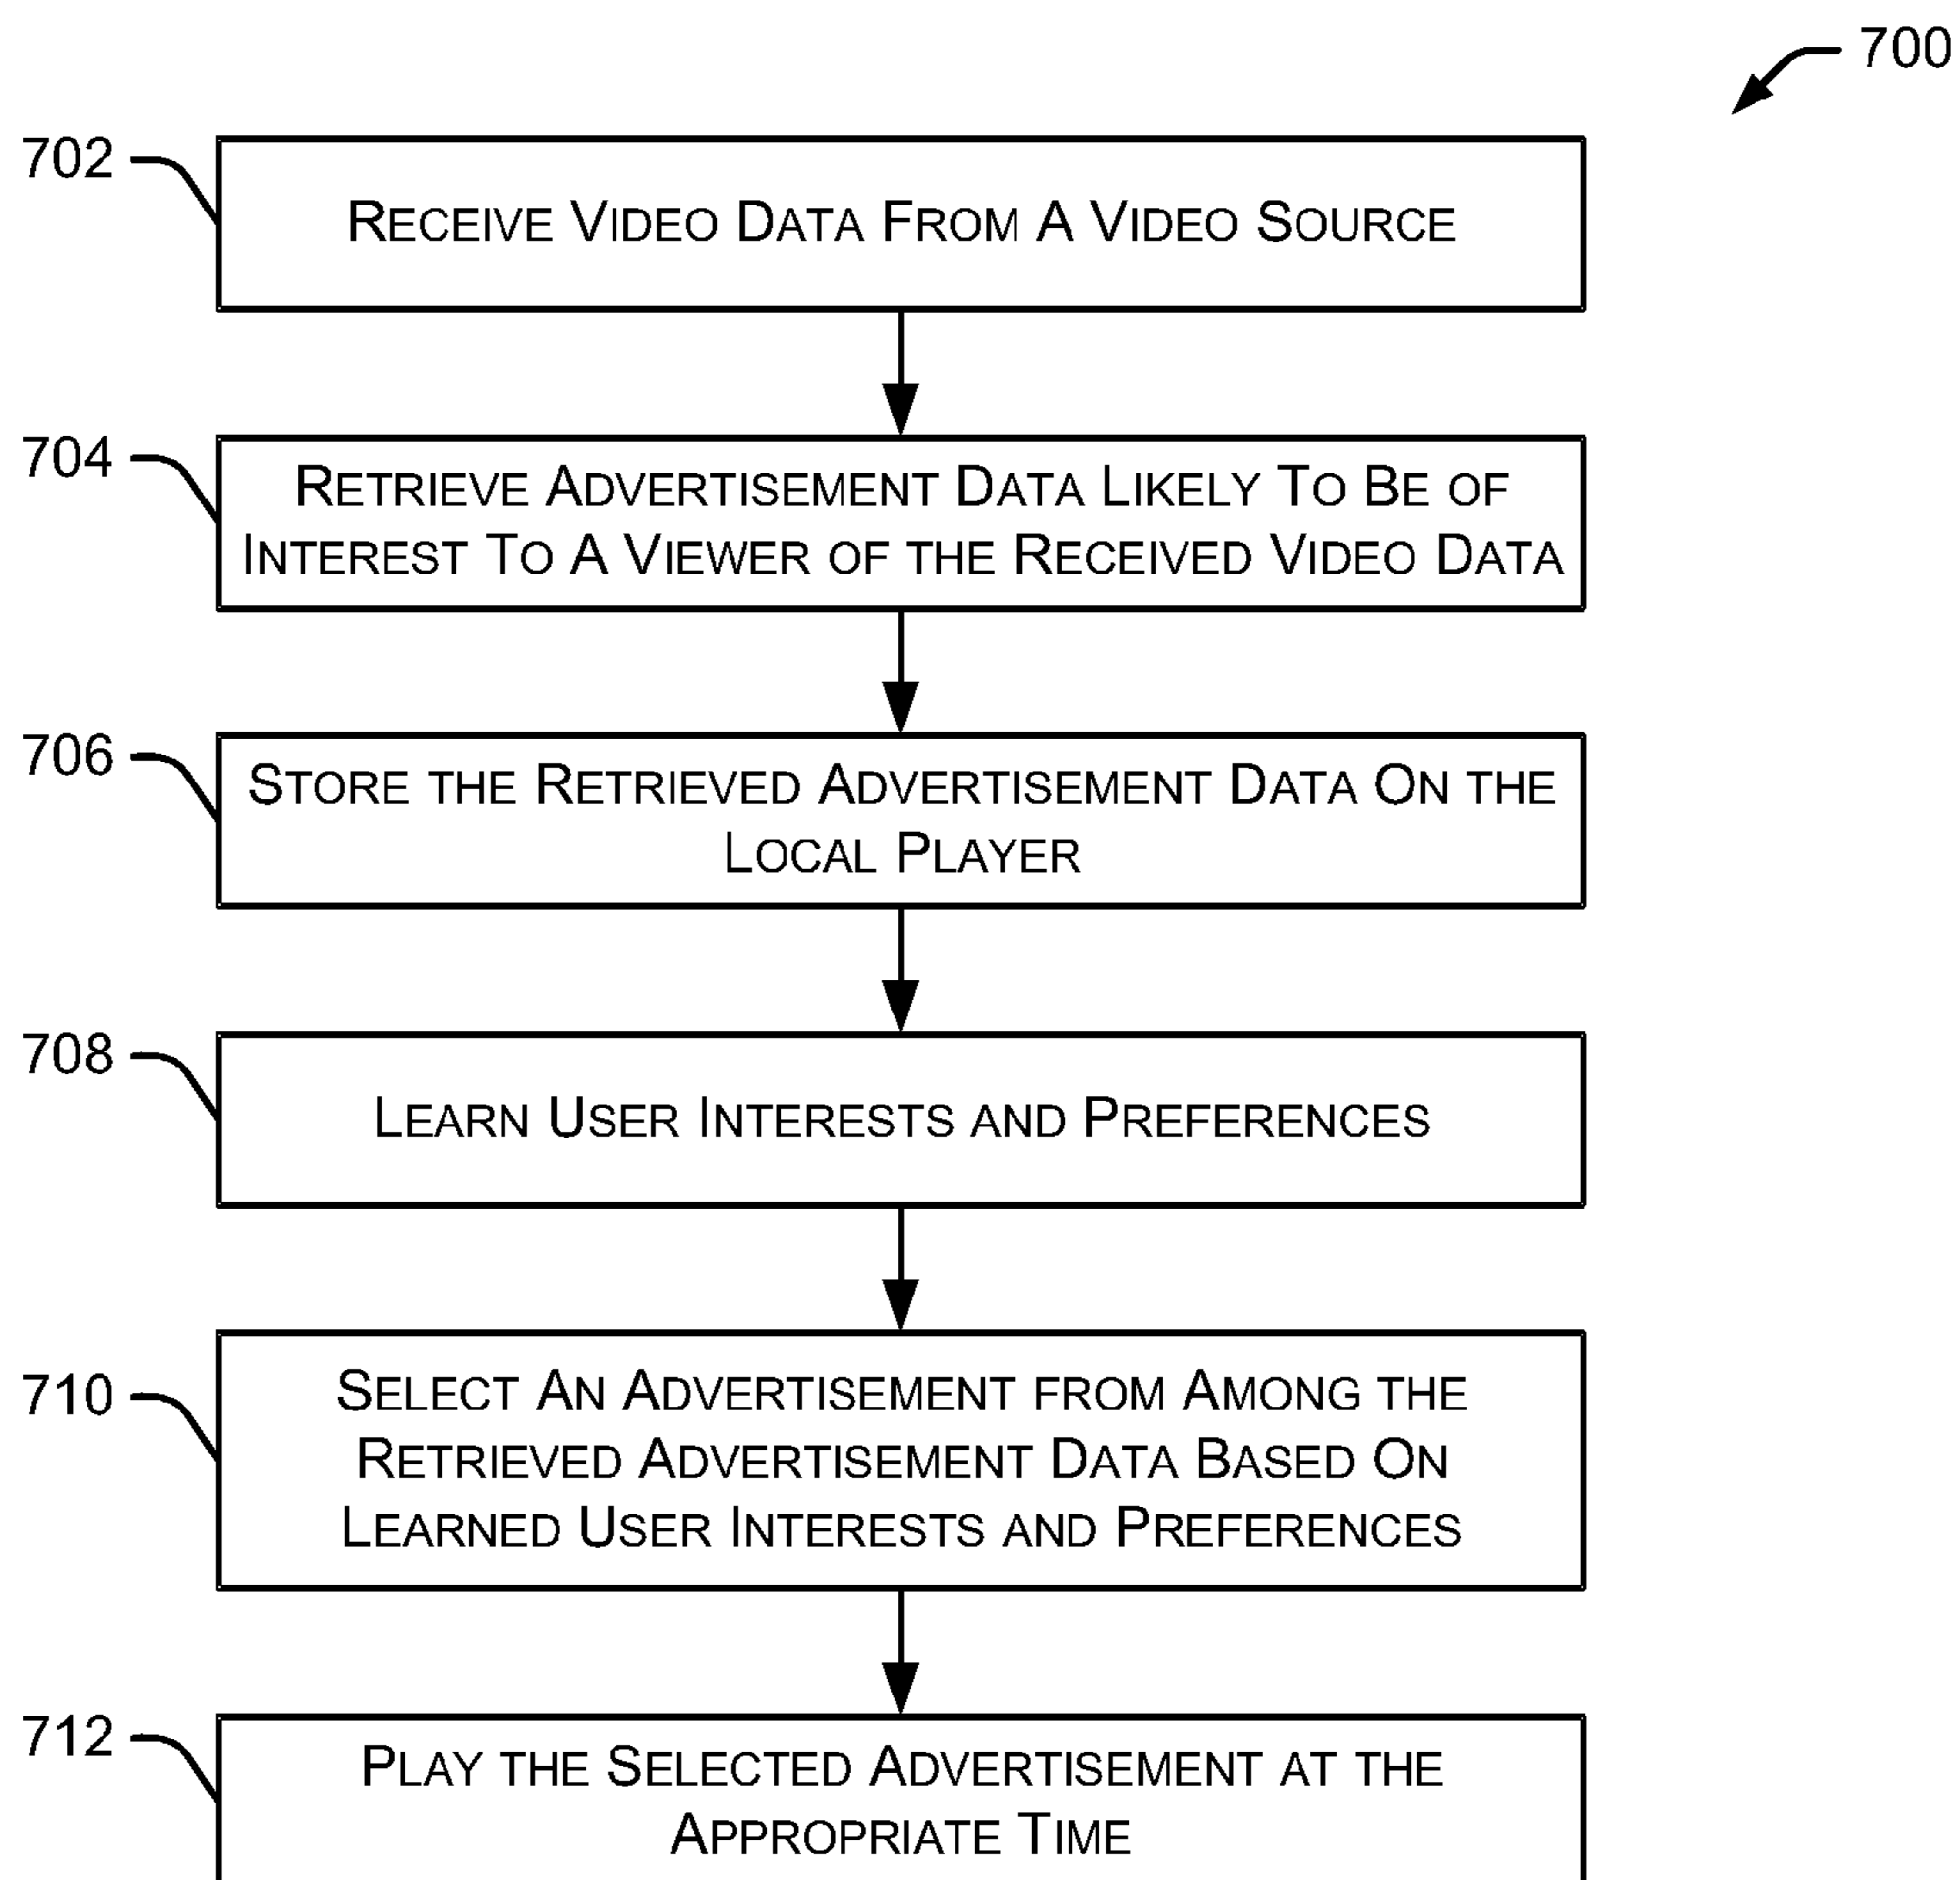 700
702
RECEIVE VIDEO DATA FROM A VIDEO SOURCE
704
RETRIEVE ADVERTISEMENT DATA LIKELY TO BE OF
INTEREST TO A VIEWER OF THE RECEIVED VIDEO DATA
706
STORE THE RETRIEVED ADVERTISEMENT DATA ON THE
LOCAL PLAYER
708
LEARN USER INTERESTS AND PREFERENCES
710
SELECT AN ADVERTISEMENT FROM AMONG THE
RETRIEVED ADVERTISEMENT DATA BASED ON
LEARNED USER INTERESTS AND PREFERENCES
712
PLAY THE SELECTED ADVERTISEMENT AT THE
APPROPRIATE TIME